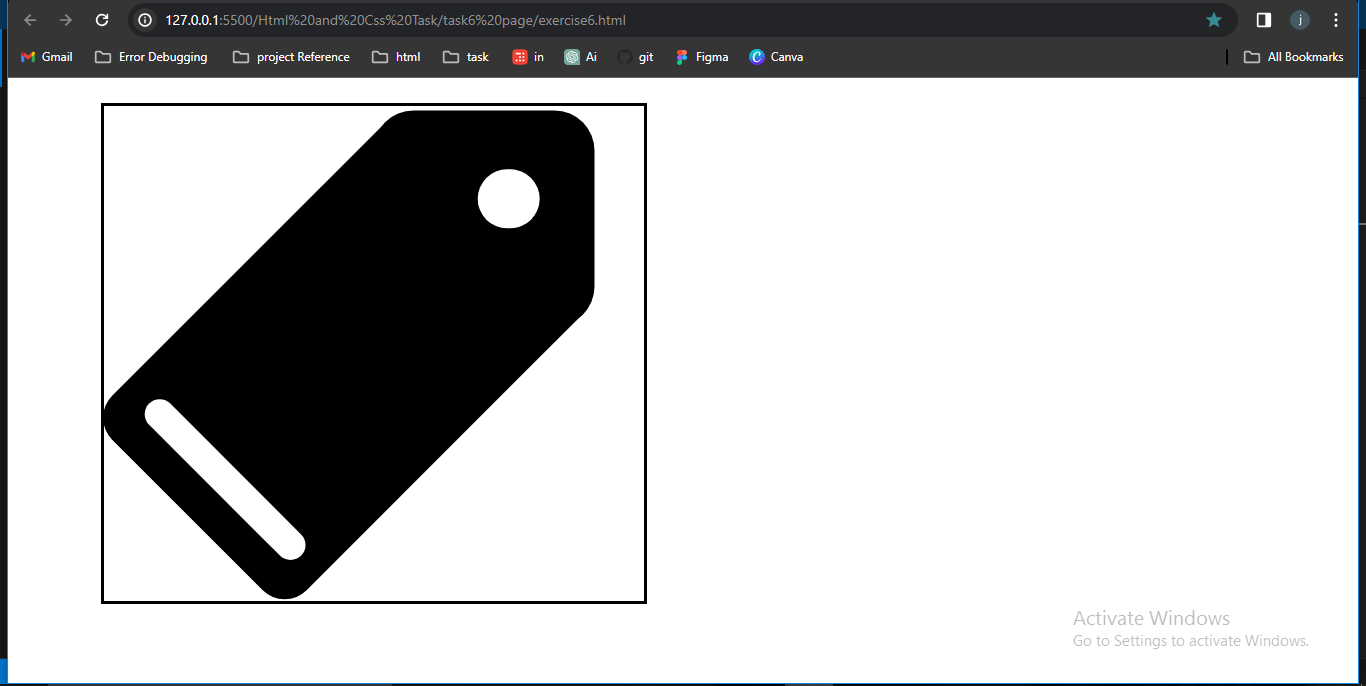 127.0.0.1:5500/Html%20and%20Css%20Task/task6%20page/exercise6.html
j
Gmail Error Debugging project Reference html task in Ai git Figma Canva All Bookmarks
Activate Windows
Go to Settings to activate Windows.